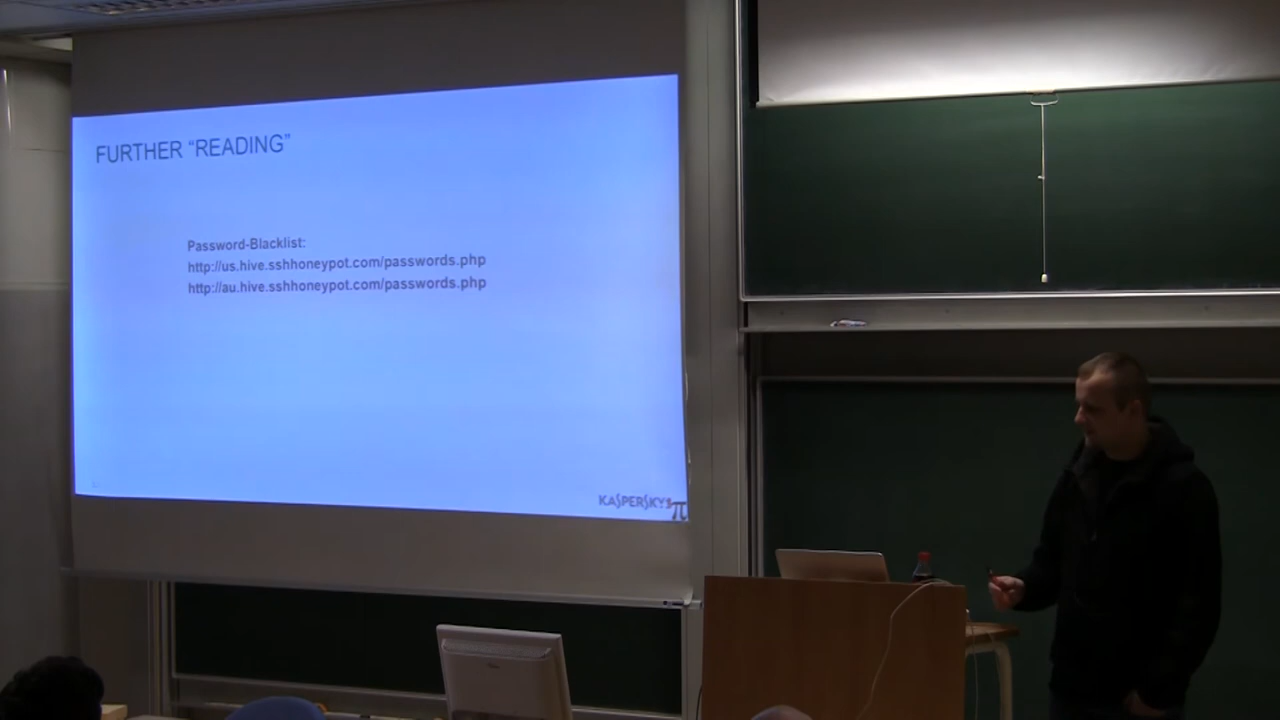 FURTHER “READING”
Password-Blacklist:
http://us.hive.sshhoneypot.com/passwords.php
http://au.hive.sshhoneypot.com/passwords.php
KASPERSKY
π